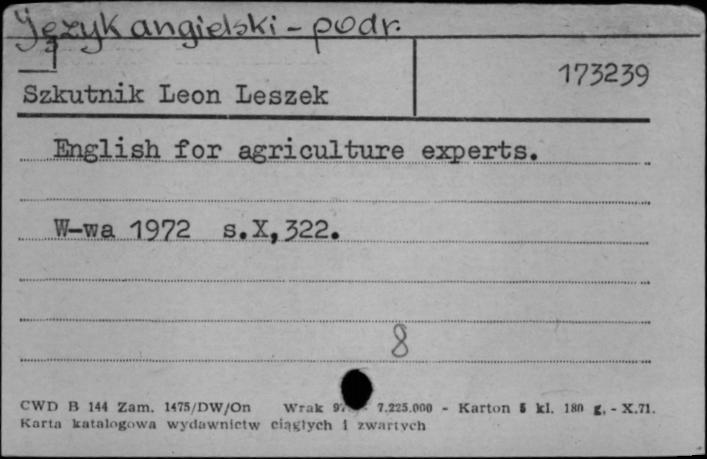 Język angielski - podr.
173239
Szkutnik Leon Leszek
English for agriculture experts.
W-wa 1972 s.X,322.
8
CWD B 144 Zam. 1475/DW/On Wrak 7.225.000 - Karton 5 kl. 180 g. - X.71.
Karta katalogowa wydawnictw ciągłych i zwartych